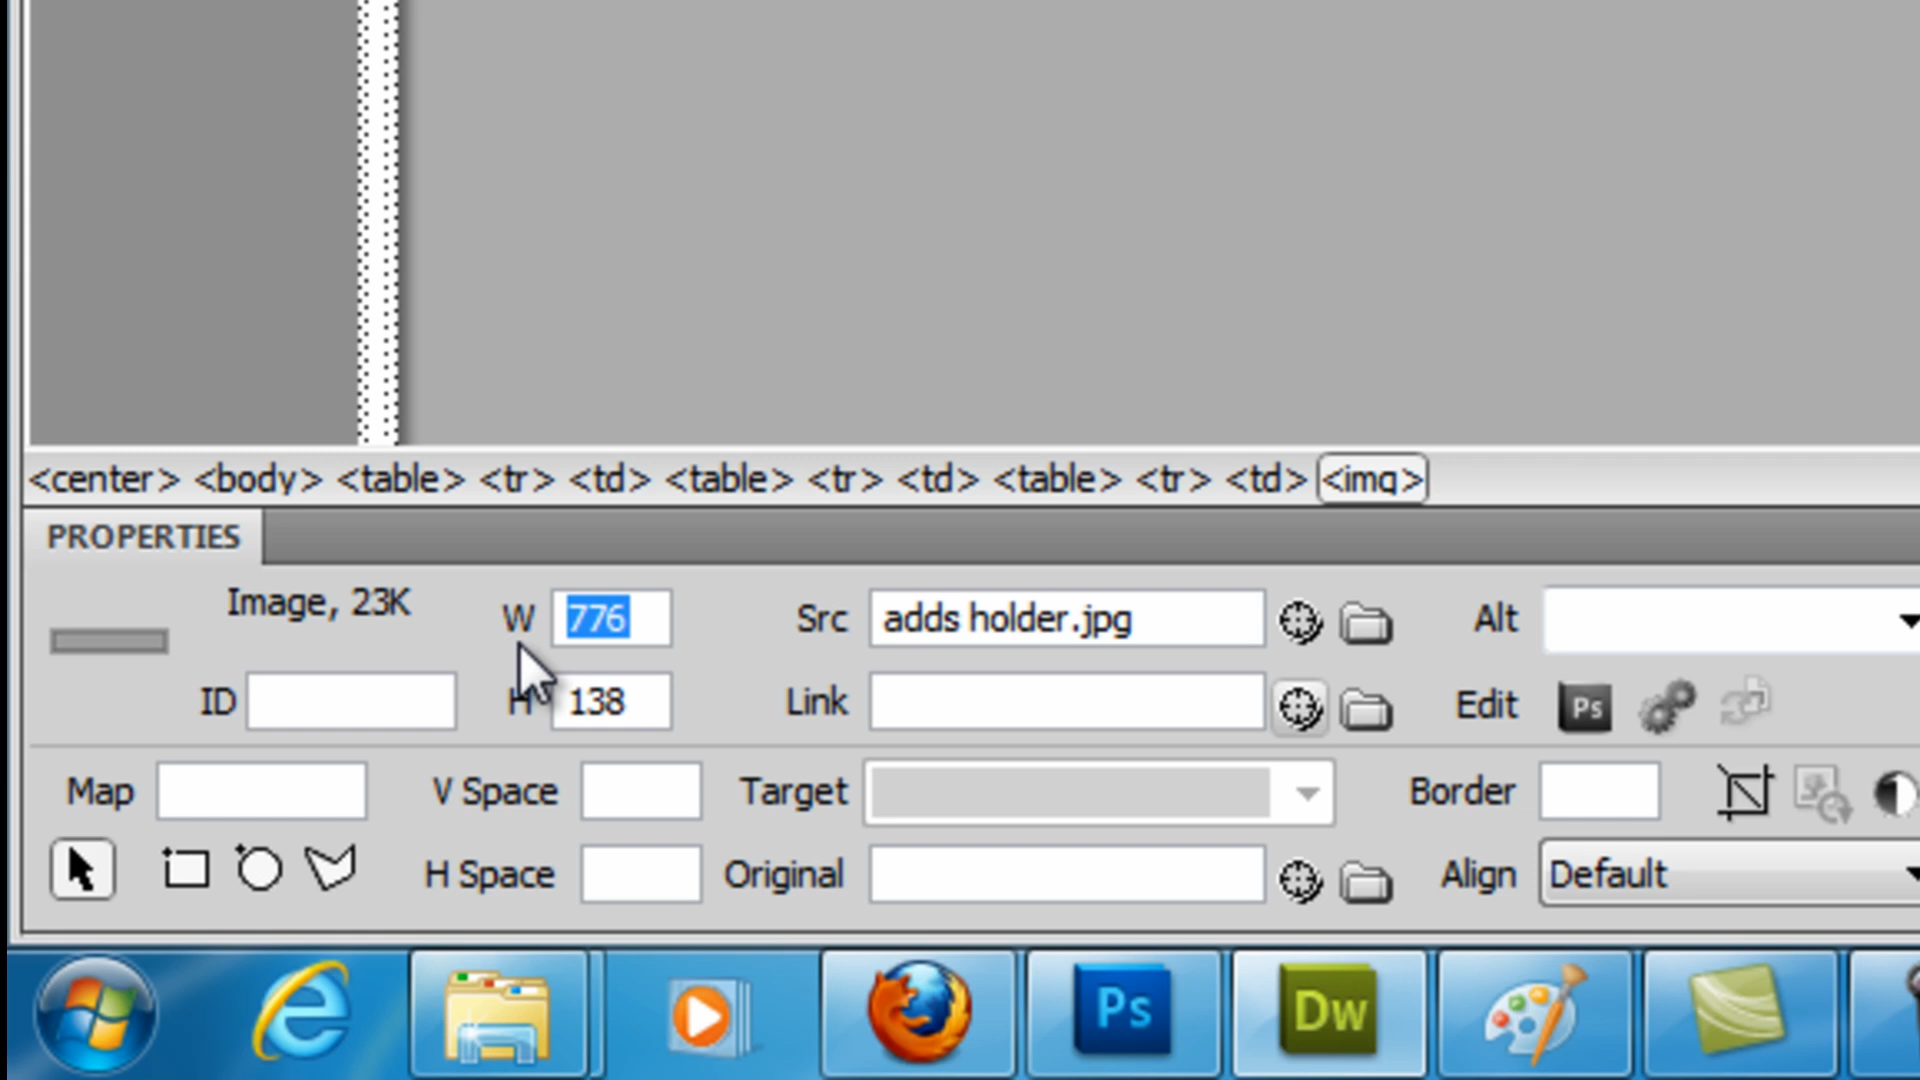 <center> <body> <table> <tr> <td> <table> <tr> <td> <table> <tr> <td> <img>
PROPERTIES
Image, 23K W 776 Src adds holder.jpg Alt
ID H 138 Link Edit Ps
Map V Space Target Border
H Space Original Align Default
Ps Dw